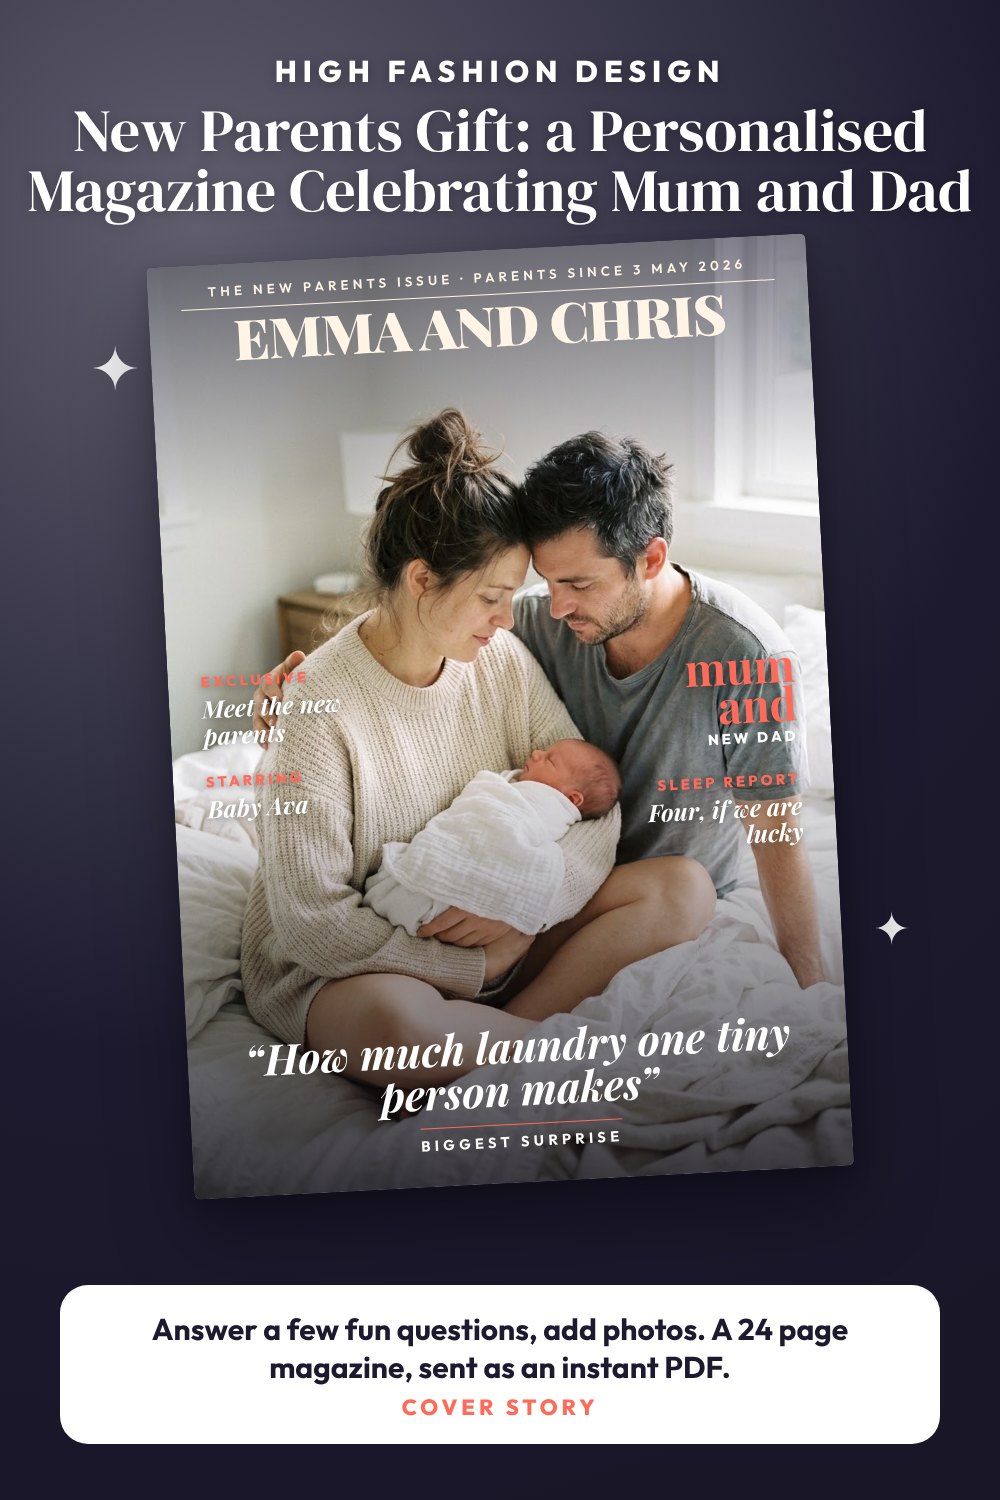 HIGH FASHION DESIGN
New Parents Gift: a Personalised
Magazine Celebrating Mum and Dad
THE NEW PARENTS ISSUE · PARENTS SINCE 3 MAY 2026
EMMA AND CHRIS
EXCLUSIVE
Meet the new
parents
STARRING
Baby Ava
mum
and
NEW DAD
SLEEP REPORT
Four, if we are
lucky
“How much laundry one tiny
person makes”
BIGGEST SURPRISE
Answer a few fun questions, add photos. A 24 page
magazine, sent as an instant PDF.
COVER STORY